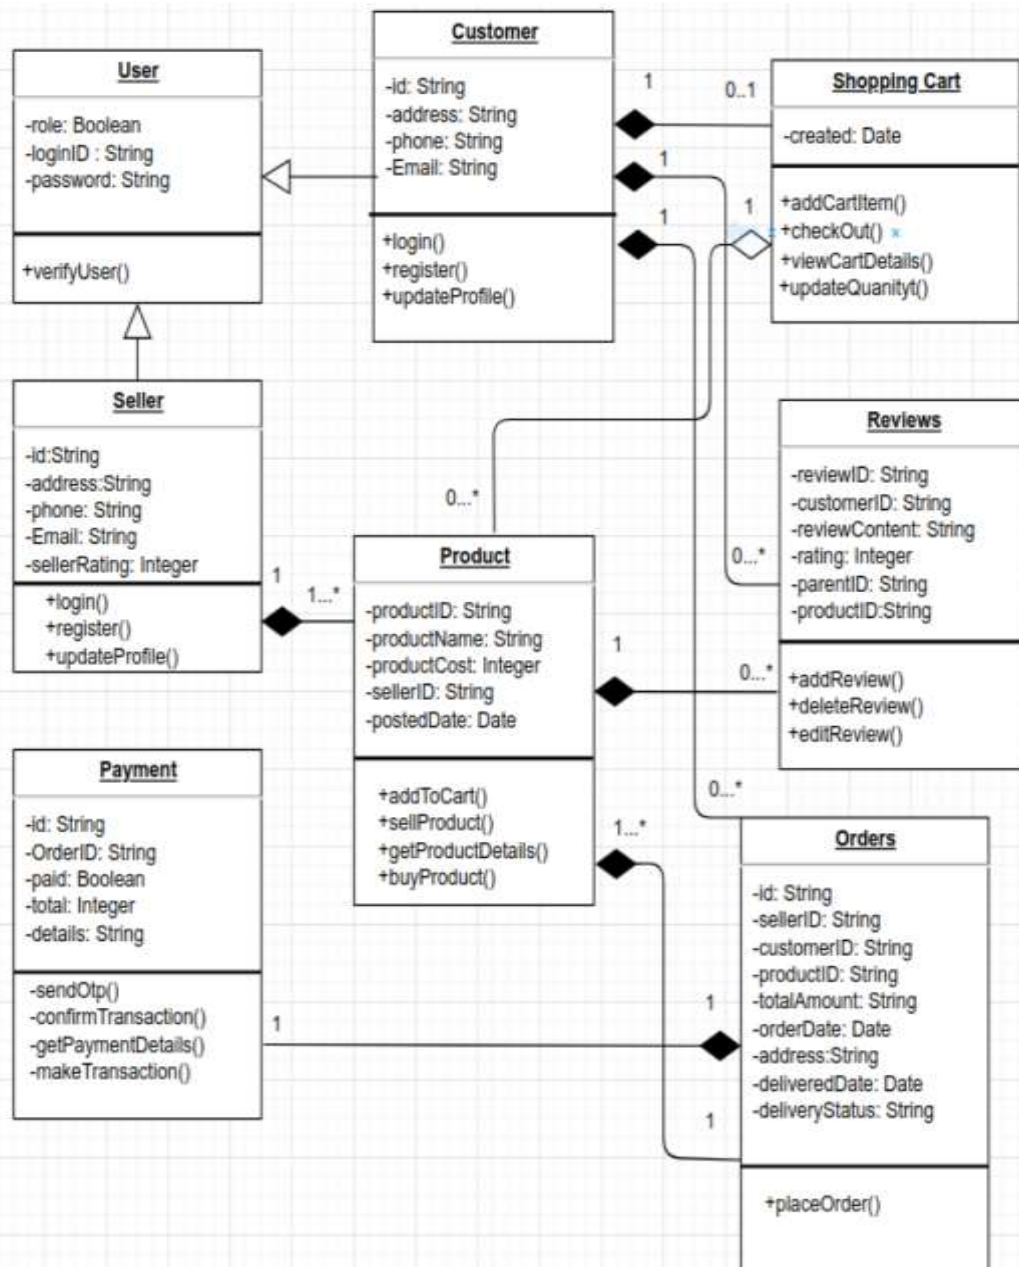 User
-role: Boolean
-loginID : String
-password: String
+verifyUser()
Customer
-id: String
-address: String
-phone: String
-Email: String
+login()
+register()
+updateProfile()
1
0..1
1
1
1
Shopping Cart
-created: Date
+addCartItem()
+checkOut() x
+viewCartDetails()
+updateQuanityt()
Seller
-id:String
-address:String
-phone: String
-Email: String
-sellerRating: Integer
+login()
+register()
+updateProfile()
1
1...*
0...*
Product
-productID: String
-productName: String
-productCost: Integer
-sellerID: String
-postedDate: Date
+addToCart()
+sellProduct()
+getProductDetails()
+buyProduct()
Reviews
-reviewID: String
-customerID: String
-reviewContent: String
-rating: Integer
-parentID: String
-productID:String
+addReview()
+deleteReview()
+editReview()
0...*
1
0...*
0...*
1...*
Payment
-id: String
-OrderID: String
-paid: Boolean
-total: Integer
-details: String
-sendOtp()
-confirmTransaction()
-getPaymentDetails()
-makeTransaction()
1
1
1
Orders
-id: String
-sellerID: String
-customerID: String
-productID: String
-totalAmount: String
-orderDate: Date
-address:String
-deliveredDate: Date
-deliveryStatus: String
+placeOrder()